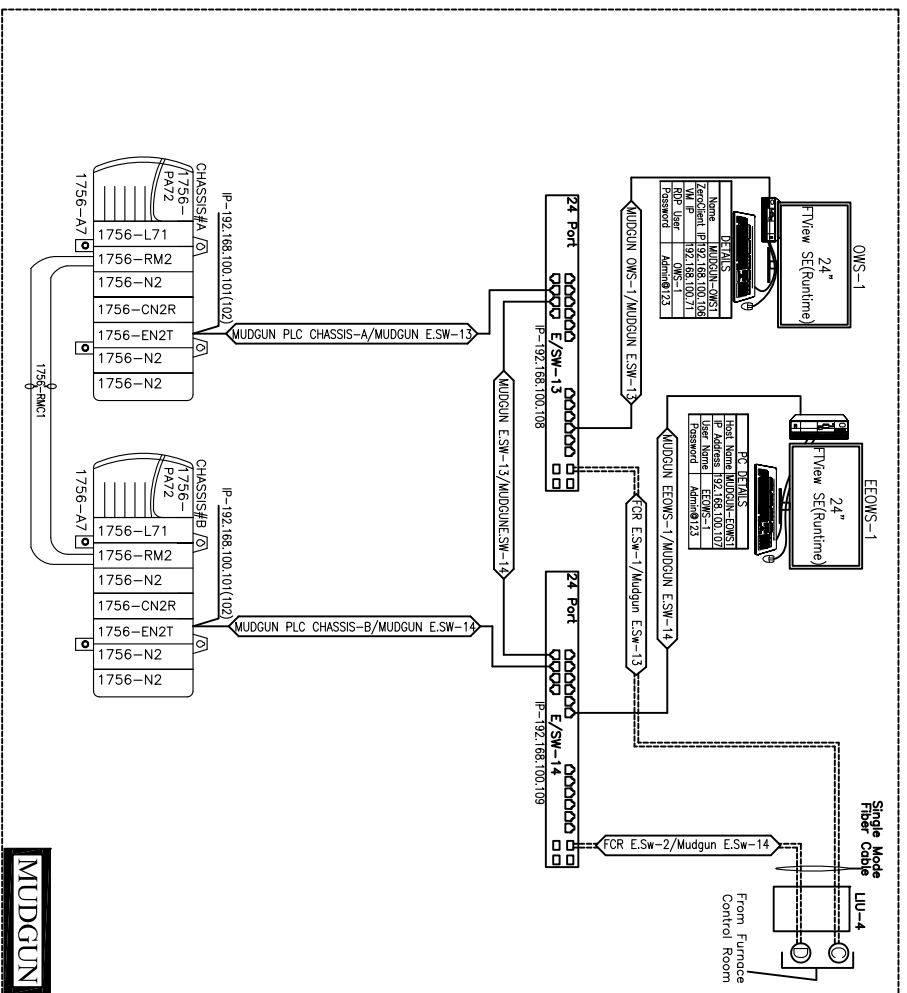 OWS-1
FTView SE(Runtime)
24"
DETAILS
Name MUDGUN-OWS1
ZeroClient IP 192.168.100.106
VM IP 192.168.100.71
RDP User OWS-1
Password Admin@123
EEOWS-1
FTView SE(Runtime)
24"
PC DETAILS
Host Name MUDGUN-EOWS1
IP Address 192.168.100.107
User Name EEOWS-1
Password Admin@123
Single Mode
Fiber Cable
LIU-4
C
D
From Furnace
Control Room
MUDGUN OWS-1/MUDGUN E.SW-13
MUDGUN EEOWS-1/MUDGUN E.SW-14
FCR E.Sw-1/Mudgun E.Sw-13
FCR E.Sw-2/Mudgun E.Sw-14
24 Port
E/SW-13
IP-192.168.100.108
24 Port
E/SW-14
IP-192.168.100.109
MUDGUN E.SW-13/MUDGUNE.SW-14
MUDGUN PLC CHASSIS-A/MUDGUN E.SW-13
MUDGUN PLC CHASSIS-B/MUDGUN E.SW-14
IP-192.168.100.101(102)
CHASSIS#A
1756-
PA72
1756-A7
1756-L71
1756-RM2
1756-N2
1756-CN2R
1756-EN2T
1756-N2
1756-N2
1756-RMC1
IP-192.168.100.101(102)
CHASSIS#B
1756-
PA72
1756-A7
1756-L71
1756-RM2
1756-N2
1756-CN2R
1756-EN2T
1756-N2
1756-N2
MUDGUN